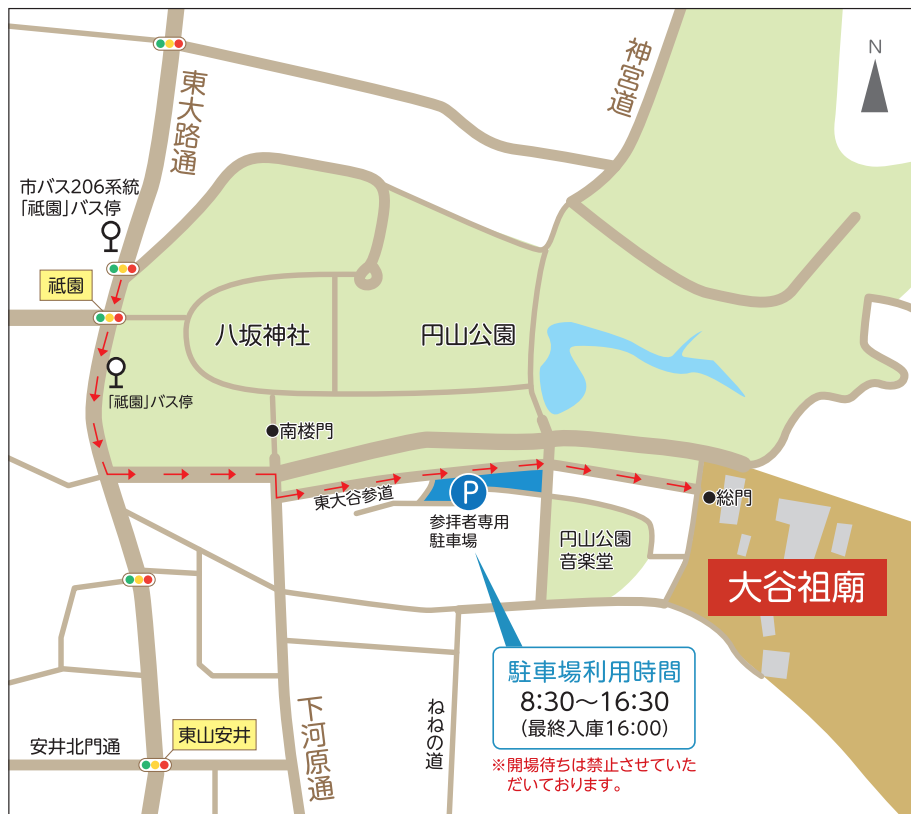 N
神宮道
東大路通
市バス206系統
「祇園」バス停
祇園
八坂神社
円山公園
「祇園」バス停
南楼門
東大谷参道
P
総門
参拝者専用
駐車場
円山公園
音楽堂
大谷祖廟
駐車場利用時間
8:30～16:30
(最終入庫16:00)
※開場待ちは禁止させていた
だいております。
下河原通
ねねの道
東山安井
安井北門通